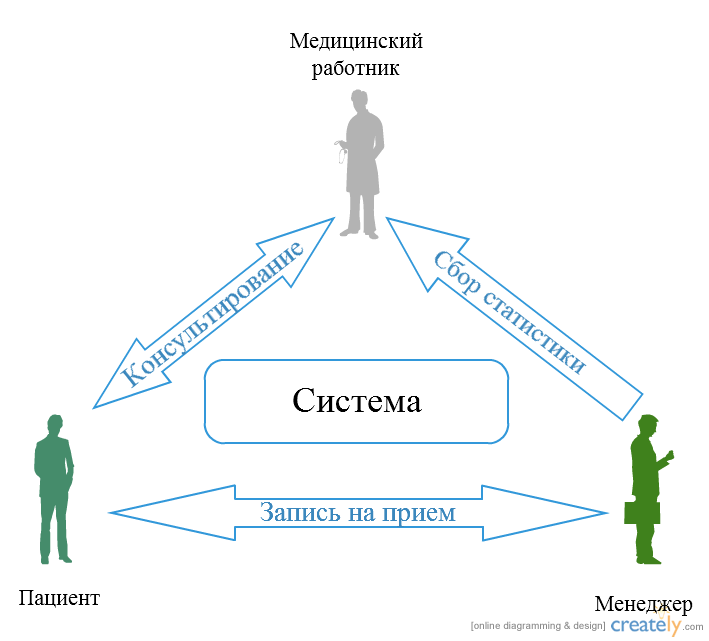 Медицинский
работник
Консультирование
Сбор статистики
Система
Запись на прием
Пациент
Менеджер
[online diagramming & design] creately.com